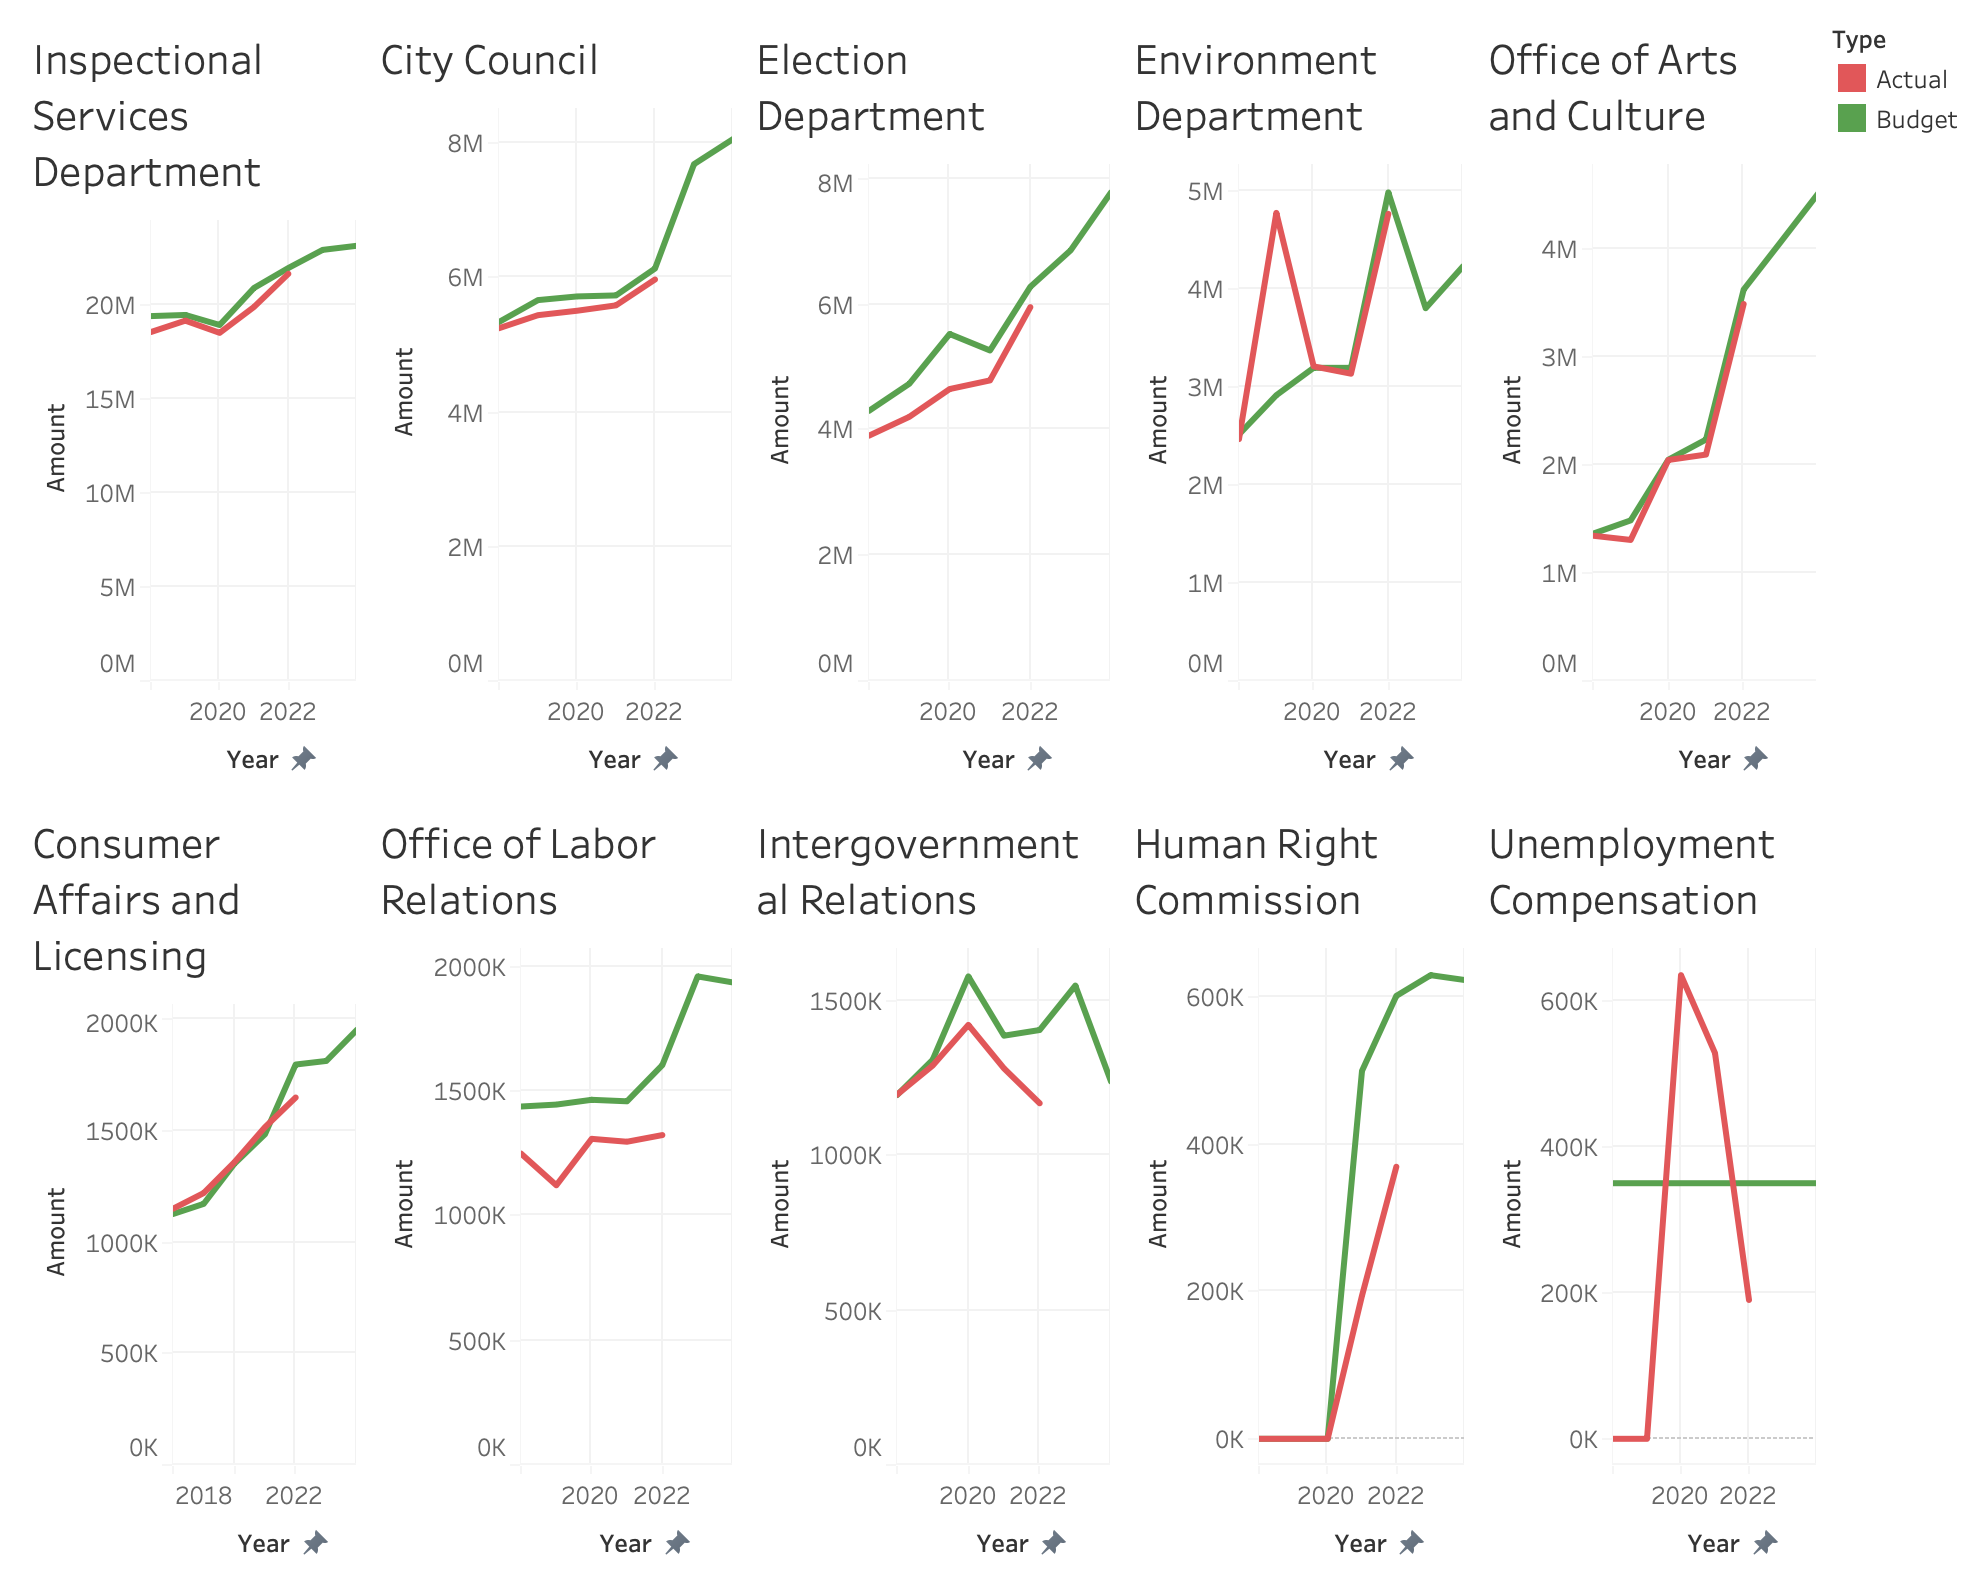 Inspectional
Services
Department
City Council
Election
Department
Environment
Department
Office of Arts
and Culture
Type
Actual
Budget
Amount
20M
15M
10M
5M
0M
2020 2022
Year
Amount
8M
6M
4M
2M
0M
2020 2022
Year
Amount
8M
6M
4M
2M
0M
2020 2022
Year
Amount
5M
4M
3M
2M
1M
0M
2020 2022
Year
Amount
4M
3M
2M
1M
0M
2020 2022
Year
Consumer
Affairs and
Licensing
Office of Labor
Relations
Intergovernment
al Relations
Human Right
Commission
Unemployment
Compensation
Amount
2000K
1500K
1000K
500K
0K
2018 2022
Year
Amount
2000K
1500K
1000K
500K
0K
2020 2022
Year
Amount
1500K
1000K
500K
0K
2020 2022
Year
Amount
600K
400K
200K
0K
2020 2022
Year
Amount
600K
400K
200K
0K
2020 2022
Year